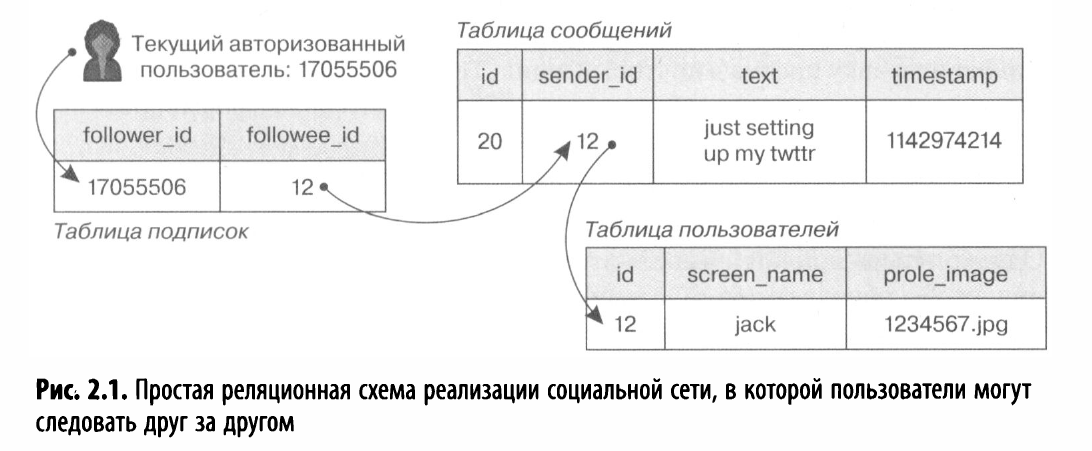 Текущий авторизованный
пользователь: 17055506
follower_id followee_id
17055506 12
Таблица подписок
Таблица сообщений
id sender_id text timestamp
20 12 just setting
up my twttr 1142974214
Таблица пользователей
id screen_name prole_image
12 jack 1234567.jpg
Рис. 2.1. Простая реляционная схема реализации социальной сети, в которой пользователи могут
следовать друг за другом